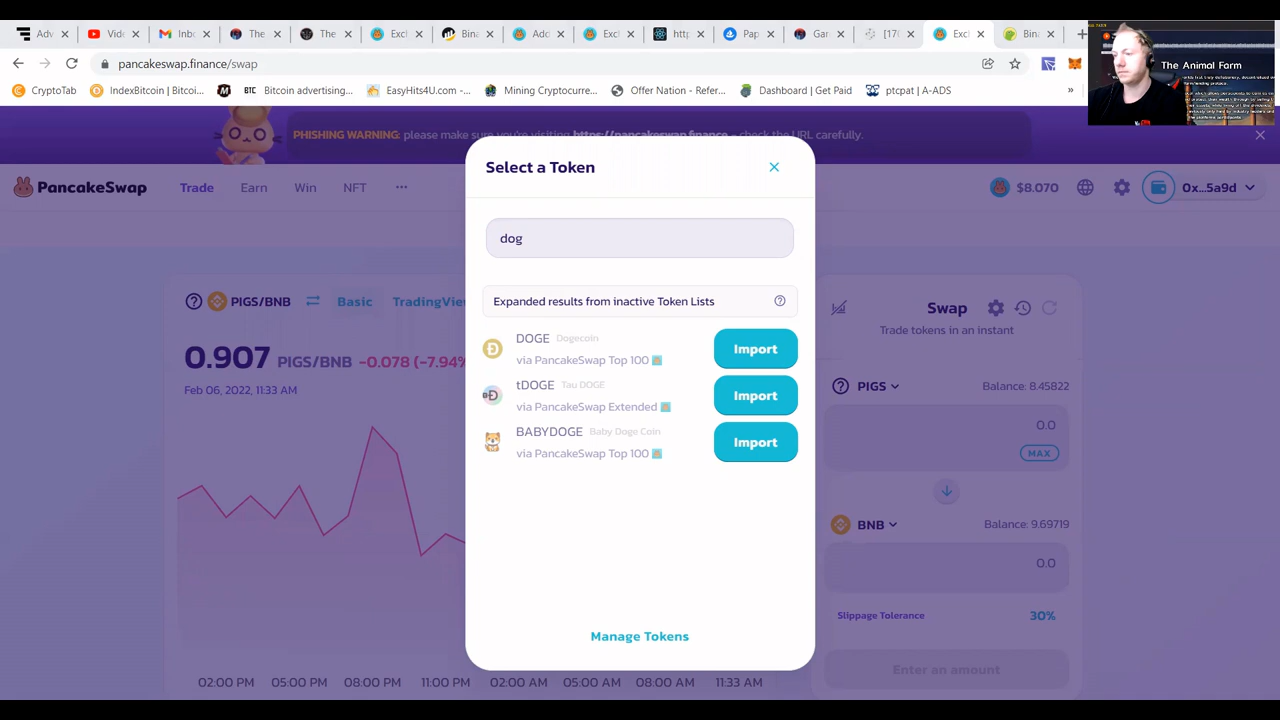 Adv
Vide
Inb
The
The
Excl
Bina
Add
Excl
http
Pap
Gar
[170
Excl
Bina
pancakeswap.finance/swap
CryptoTab
IndexBitcoin | Bitcoi...
Bitcoin advertising...
EasyHits4U.com - ...
Mining Cryptocurre...
Offer Nation - Refer...
Dashboard | Get Paid
ptcpat | A-ADS
»
The Animal Farm
PHISHING WARNING: please make sure you're visiting https://pancakeswap.finance - check the URL carefully.
PancakeSwap
Trade
Earn
Win
NFT
...
$8.070
0x...5a9d
Select a Token
dog
Expanded results from inactive Token Lists
DOGE Dogecoin
via PancakeSwap Top 100
Import
tDOGE Tau DOGE
via PancakeSwap Extended
Import
BABYDOGE Baby Doge Coin
via PancakeSwap Top 100
Import
Manage Tokens
PIGS/BNB
Basic
TradingVie
0.907 PIGS/BNB -0.078 (-7.94%
Feb 06, 2022, 11:33 AM
02:00 PM
05:00 PM
08:00 PM
11:00 PM
02:00 AM
05:00 AM
08:00 AM
11:33 AM
Swap
Trade tokens in an instant
PIGS
Balance: 8.45822
0.0
MAX
BNB
Balance: 9.69719
0.0
Slippage Tolerance
30%
Enter an amount